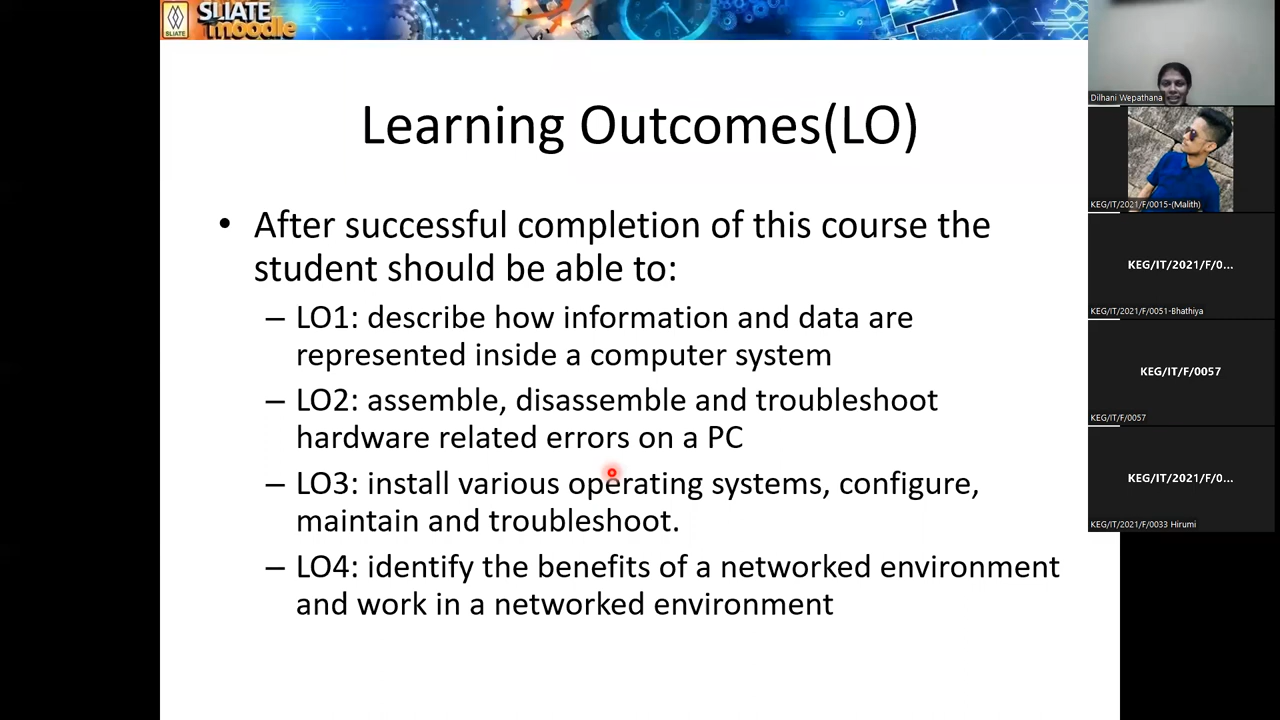 SLIATE
moodle
SLIATE
Learning Outcomes(LO)
• After successful completion of this course the
student should be able to:
– LO1: describe how information and data are
represented inside a computer system
– LO2: assemble, disassemble and troubleshoot
hardware related errors on a PC
– LO3: install various operating systems, configure,
maintain and troubleshoot.
– LO4: identify the benefits of a networked environment
and work in a networked environment
Dilhani Wepathana
KEG/IT/2021/F/0015-(Malith)
KEG/IT/2021/F/0...
KEG/IT/2021/F/0051-Bhathiya
KEG/IT/F/0057
KEG/IT/F/0057
KEG/IT/2021/F/0...
KEG/IT/2021/F/0033 Hirumi